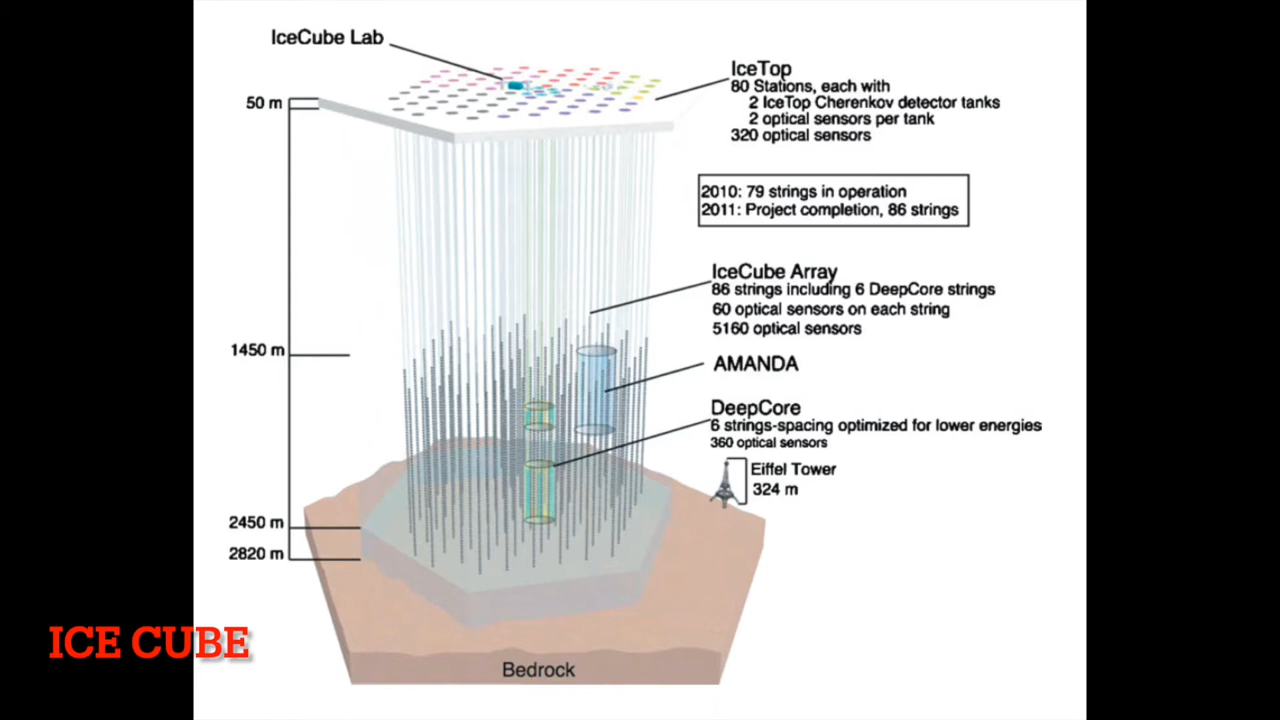 IceCube Lab
50 m
IceTop
80 Stations, each with
2 IceTop Cherenkov detector tanks
2 optical sensors per tank
320 optical sensors
2010: 79 strings in operation
2011: Project completion, 86 strings
IceCube Array
86 strings including 6 DeepCore strings
60 optical sensors on each string
5160 optical sensors
1450 m
AMANDA
DeepCore
6 strings-spacing optimized for lower energies
360 optical sensors
Eiffel Tower
324 m
2450 m
2820 m
ICE CUBE
Bedrock